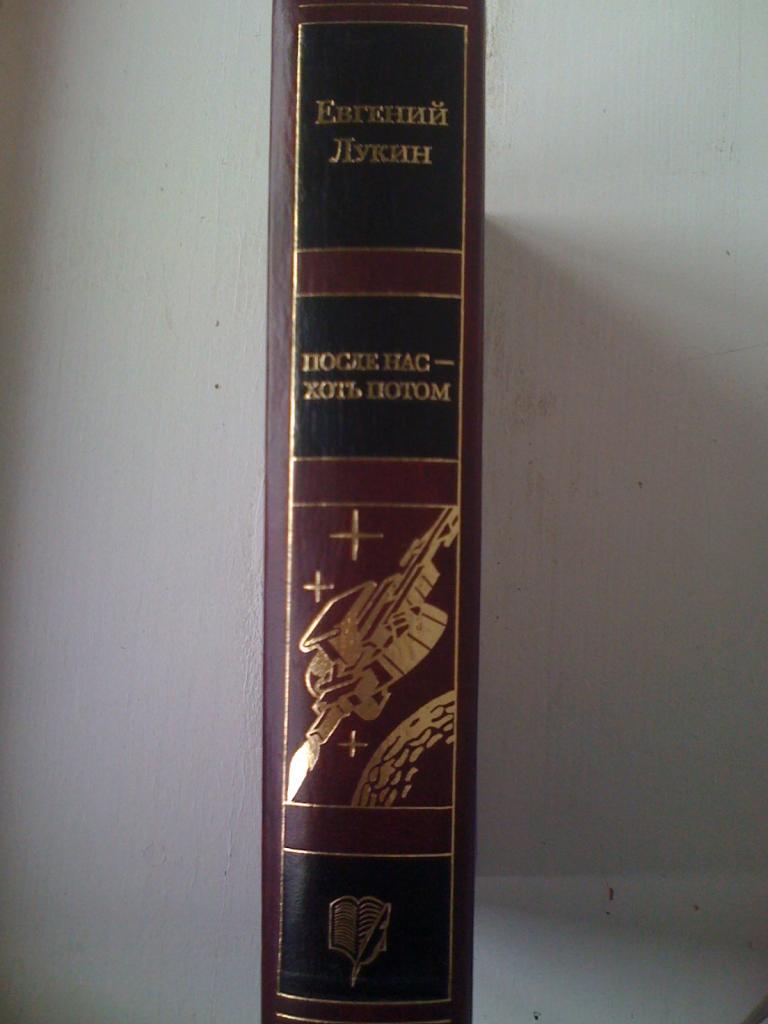 Евгений
Лукин
ПОСЛЕ НАС —
ХОТЬ ПОТОМ